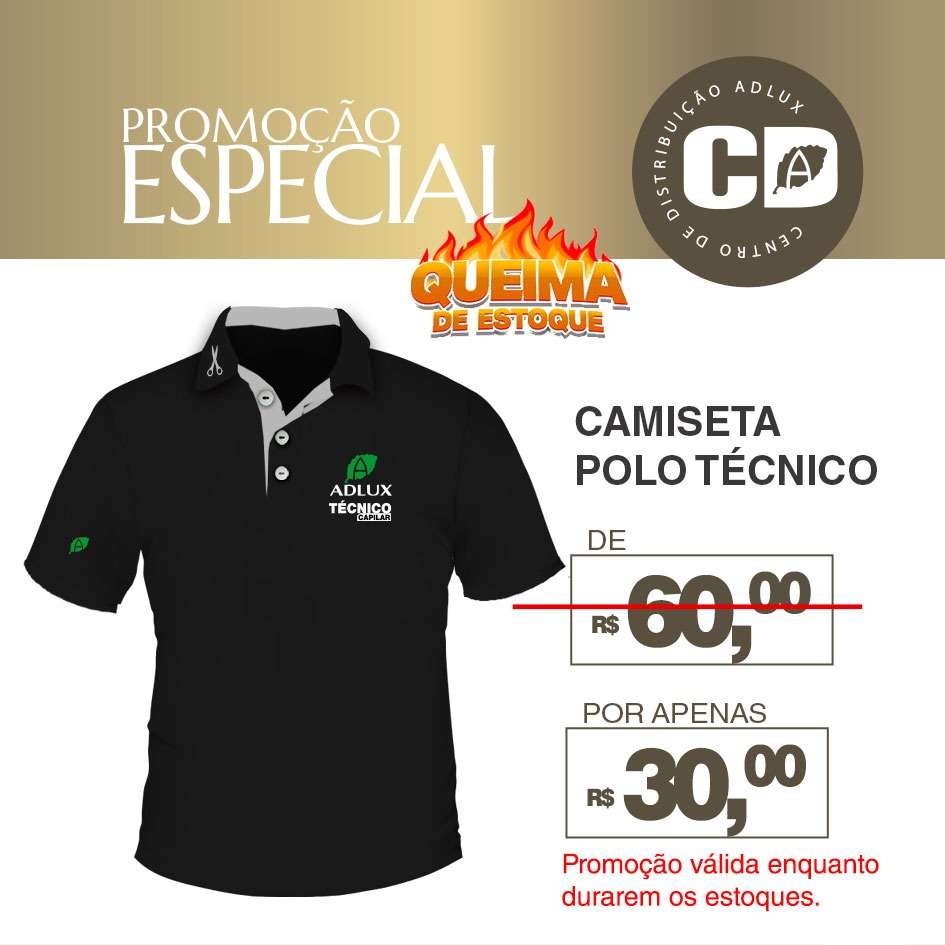 PROMOÇÃO
ESPECIAL
CENTRO DE DISTRIBUIÇÃO ADLUX
CD
A
QUEIMA
DE ESTOQUE
A
ADLUX
TÉCNICO
CAPILAR
A
CAMISETA
POLO TÉCNICO
DE
R$ 60,00
POR APENAS
R$ 30,00
Promoção válida enquanto
durarem os estoques.